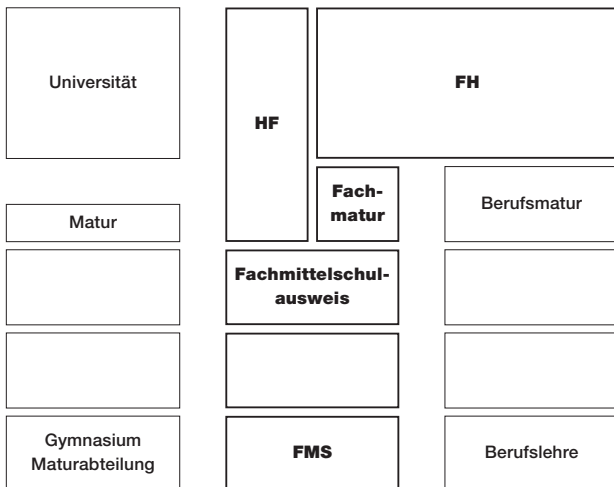 Universität
HF
FH
Fach-
matur
Berufsmatur
Matur
Fachmittelschul-
ausweis
Gymnasium
Maturabteilung
FMS
Berufslehre